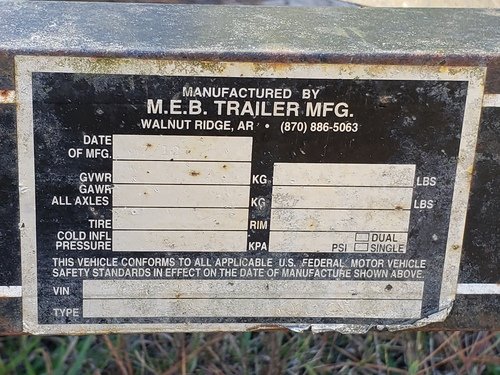 MANUFACTURED BY
M.E.B. TRAILER MFG.
WALNUT RIDGE, AR • (870) 886-5063
DATE
OF MFG.
GVWR KG LBS
GAWR
ALL AXLES KG LBS
TIRE RIM
COLD INFL DUAL
PRESSURE KPA PSI SINGLE
THIS VEHICLE CONFORMS TO ALL APPLICABLE U.S. FEDERAL MOTOR VEHICLE
SAFETY STANDARDS IN EFFECT ON THE DATE OF MANUFACTURE SHOWN ABOVE
VIN
TYPE